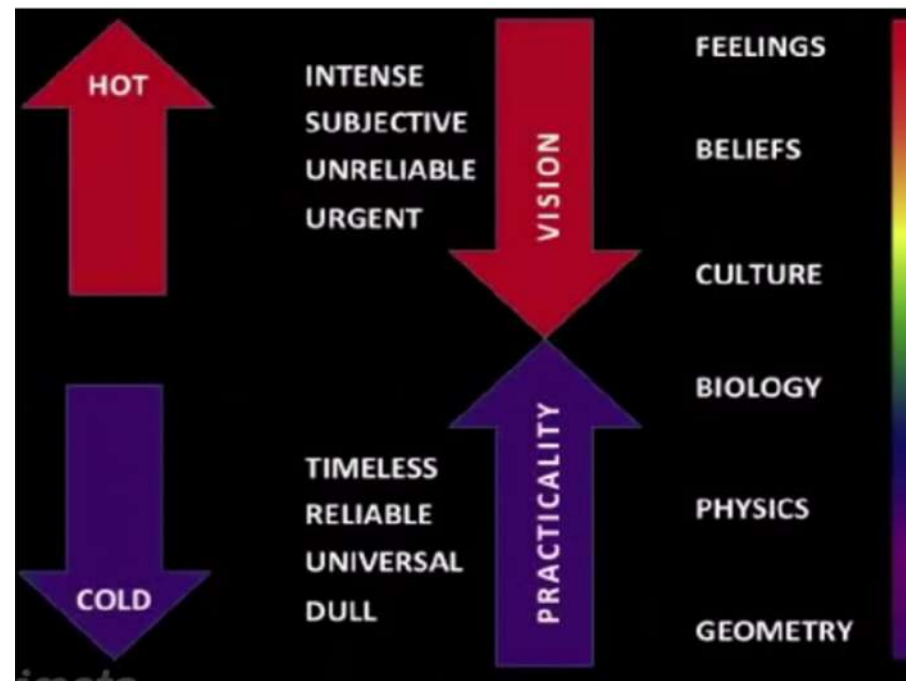 HOT
INTENSE
SUBJECTIVE
UNRELIABLE
URGENT
VISION
FEELINGS
BELIEFS
CULTURE
BIOLOGY
PHYSICS
GEOMETRY
PRACTICALITY
TIMELESS
RELIABLE
UNIVERSAL
DULL
COLD